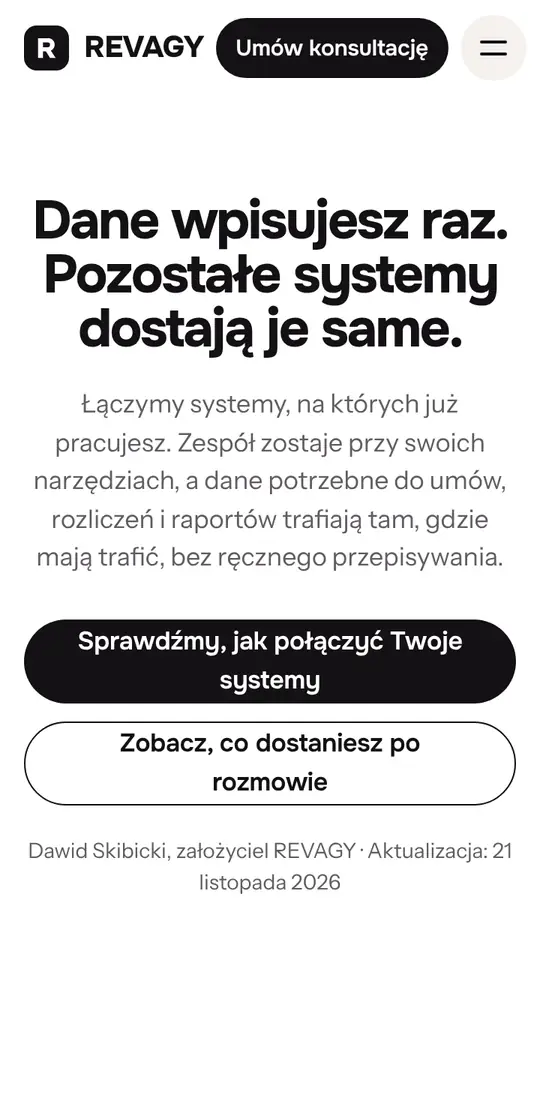 R REVAGY Umów konsultację
Dane wpisujesz raz.
Pozostałe systemy
dostają je same.
Łączymy systemy, na których już
pracujesz. Zespół zostaje przy swoich
narzędziach, a dane potrzebne do umów,
rozliczeń i raportów trafiają tam, gdzie
mają trafić, bez ręcznego przepisywania.
Sprawdźmy, jak połączyć Twoje
systemy
Zobacz, co dostaniesz po
rozmowie
Dawid Skibicki, założyciel REVAGY · Aktualizacja: 21
listopada 2026